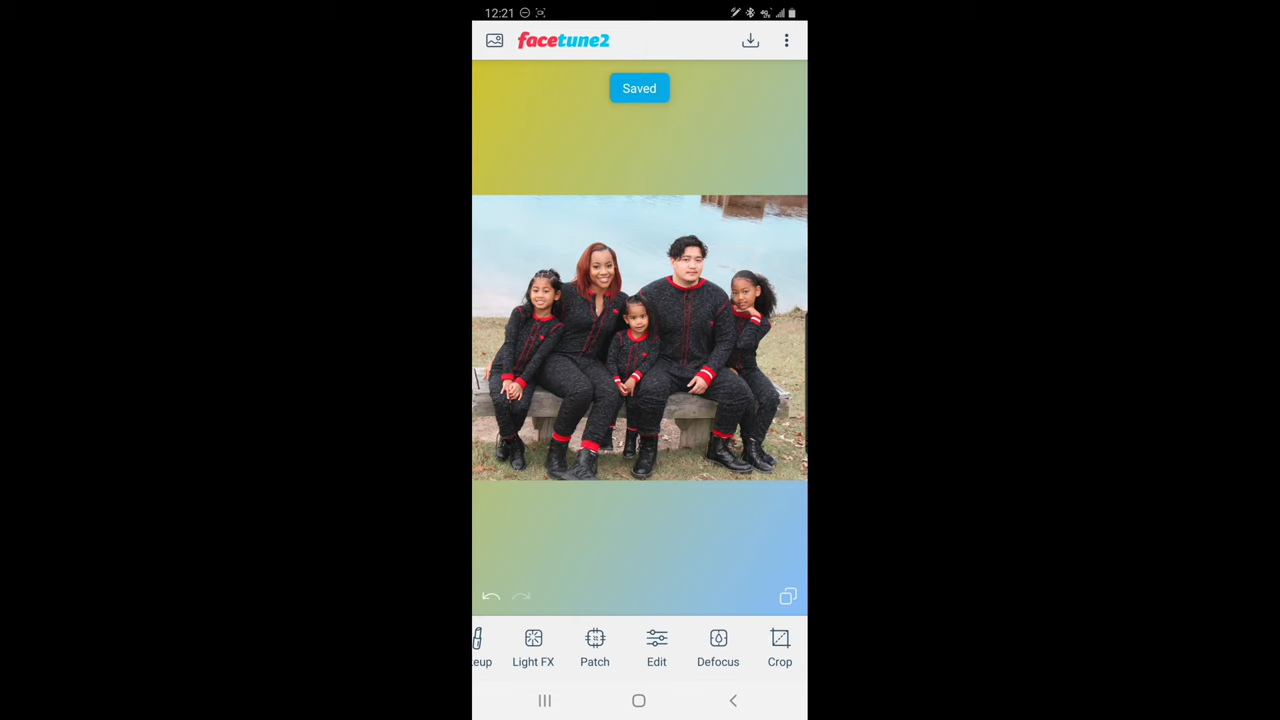 12:21
facetune2
Saved
eup
Light FX
Patch
Edit
Defocus
Crop